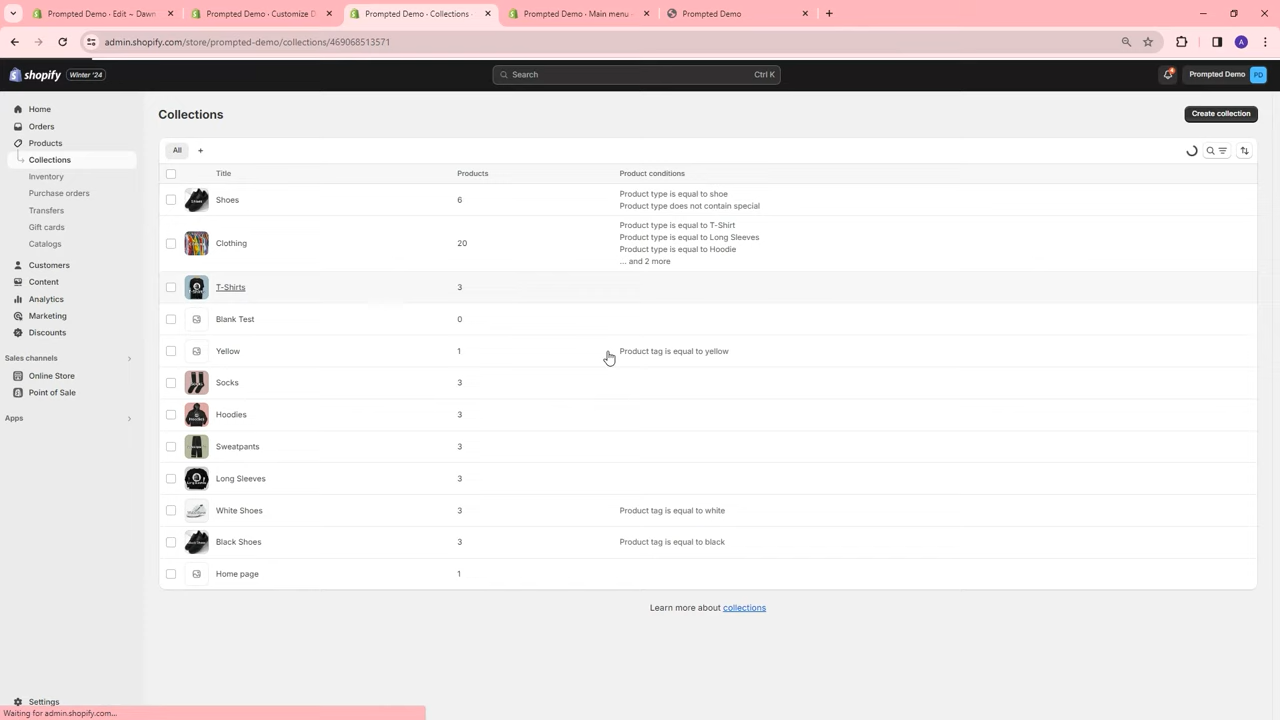 Prompted Demo · Edit ~ Dawn
Prompted Demo · Customize D
Prompted Demo · Collections ·
Prompted Demo · Main menu ·
Prompted Demo
admin.shopify.com/store/prompted-demo/collections/469068513571
A
shopify
Winter '24
Search
Ctrl K
Prompted Demo
PD
Home
Orders
Products
Collections
Inventory
Purchase orders
Transfers
Gift cards
Catalogs
Customers
Content
Analytics
Marketing
Discounts
Sales channels
Online Store
Point of Sale
Apps
Settings
Collections
Create collection
All
Title Products Product conditions
Shoes 6 Product type is equal to shoe
Product type does not contain special
Clothing 20 Product type is equal to T-Shirt
Product type is equal to Long Sleeves
Product type is equal to Hoodie
... and 2 more
T-Shirts 3
Blank Test 0
Yellow 1 Product tag is equal to yellow
Socks 3
Hoodies 3
Sweatpants 3
Long Sleeves 3
White Shoes 3 Product tag is equal to white
Black Shoes 3 Product tag is equal to black
Home page 1
Learn more about collections
Waiting for admin.shopify.com...